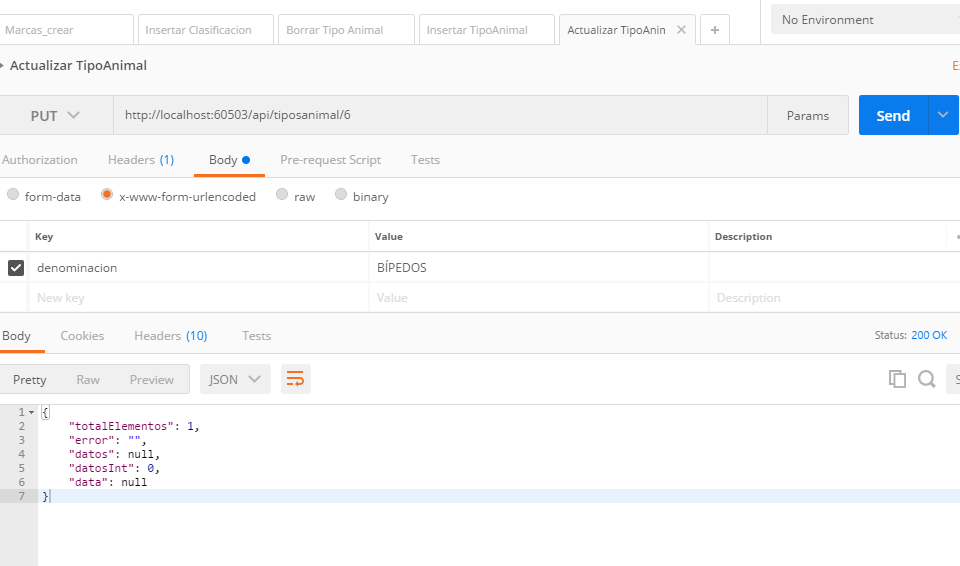 Marcas_crear Insertar Clasificacion Borrar Tipo Animal Insertar TipoAnimal Actualizar TipoAnin No Environment
Actualizar TipoAnimal
PUT http://localhost:60503/api/tiposanimal/6 Params Send
Authorization Headers (1) Body Pre-request Script Tests
form-data x-www-form-urlencoded raw binary
Key Value Description
denominacion BÍPEDOS
New key Value Description
Body Cookies Headers (10) Tests Status: 200 OK
Pretty Raw Preview JSON
1 {
2 "totalElementos": 1,
3 "error": "",
4 "datos": null,
5 "datosInt": 0,
6 "data": null
7 }